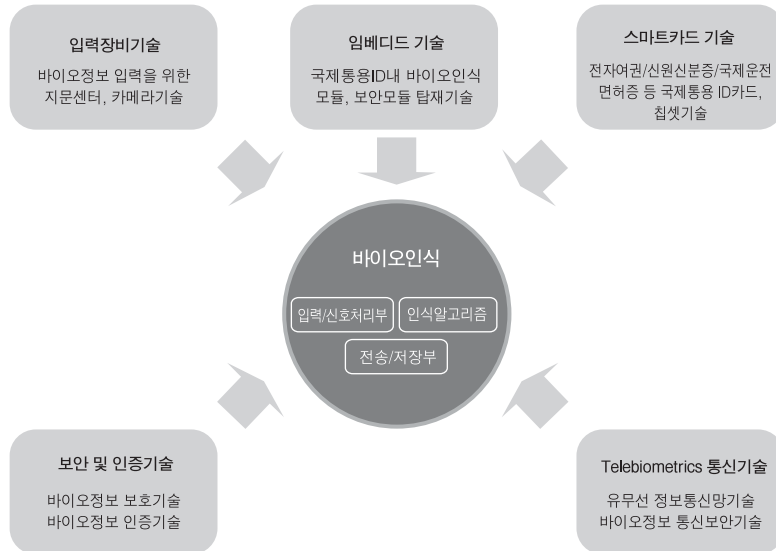 입력장비기술
바이오정보 입력을 위한
지문센터, 카메라기술
임베디드 기술
국제통용ID내 바이오인식
모듈, 보안모듈 탑재기술
스마트카드 기술
전자여권/신원신분증/국제운전
면허증 등 국제통용 ID카드,
칩셋기술
바이오인식
입력/신호처리부
인식알고리즘
전송/저장부
보안 및 인증기술
바이오정보 보호기술
바이오정보 인증기술
Telebiometrics 통신기술
유무선 정보통신망기술
바이오정보 통신보안기술